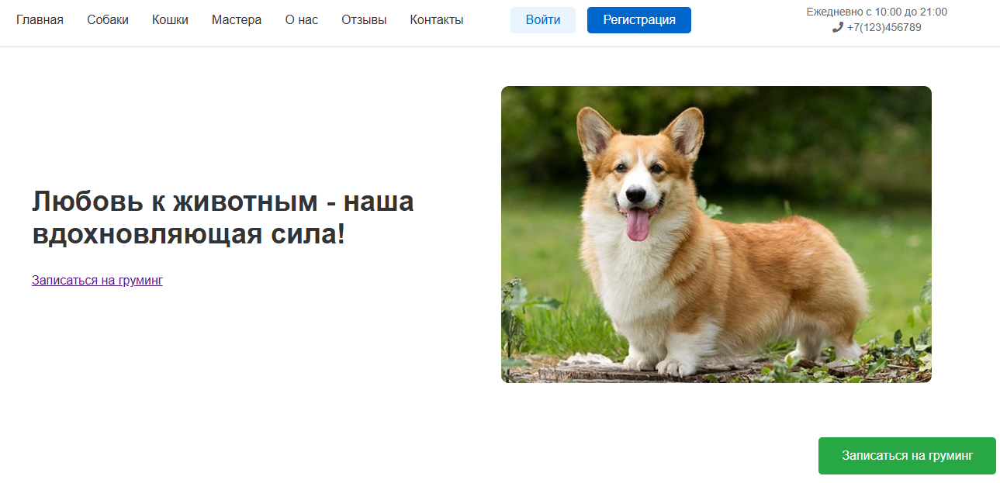 Главная Собаки Кошки Мастера О нас Отзывы Контакты Войти Регистрация
Ежедневно с 10:00 до 21:00
+7(123)456789
Любовь к животным - наша
вдохновляющая сила!
Записаться на груминг
Записаться на груминг